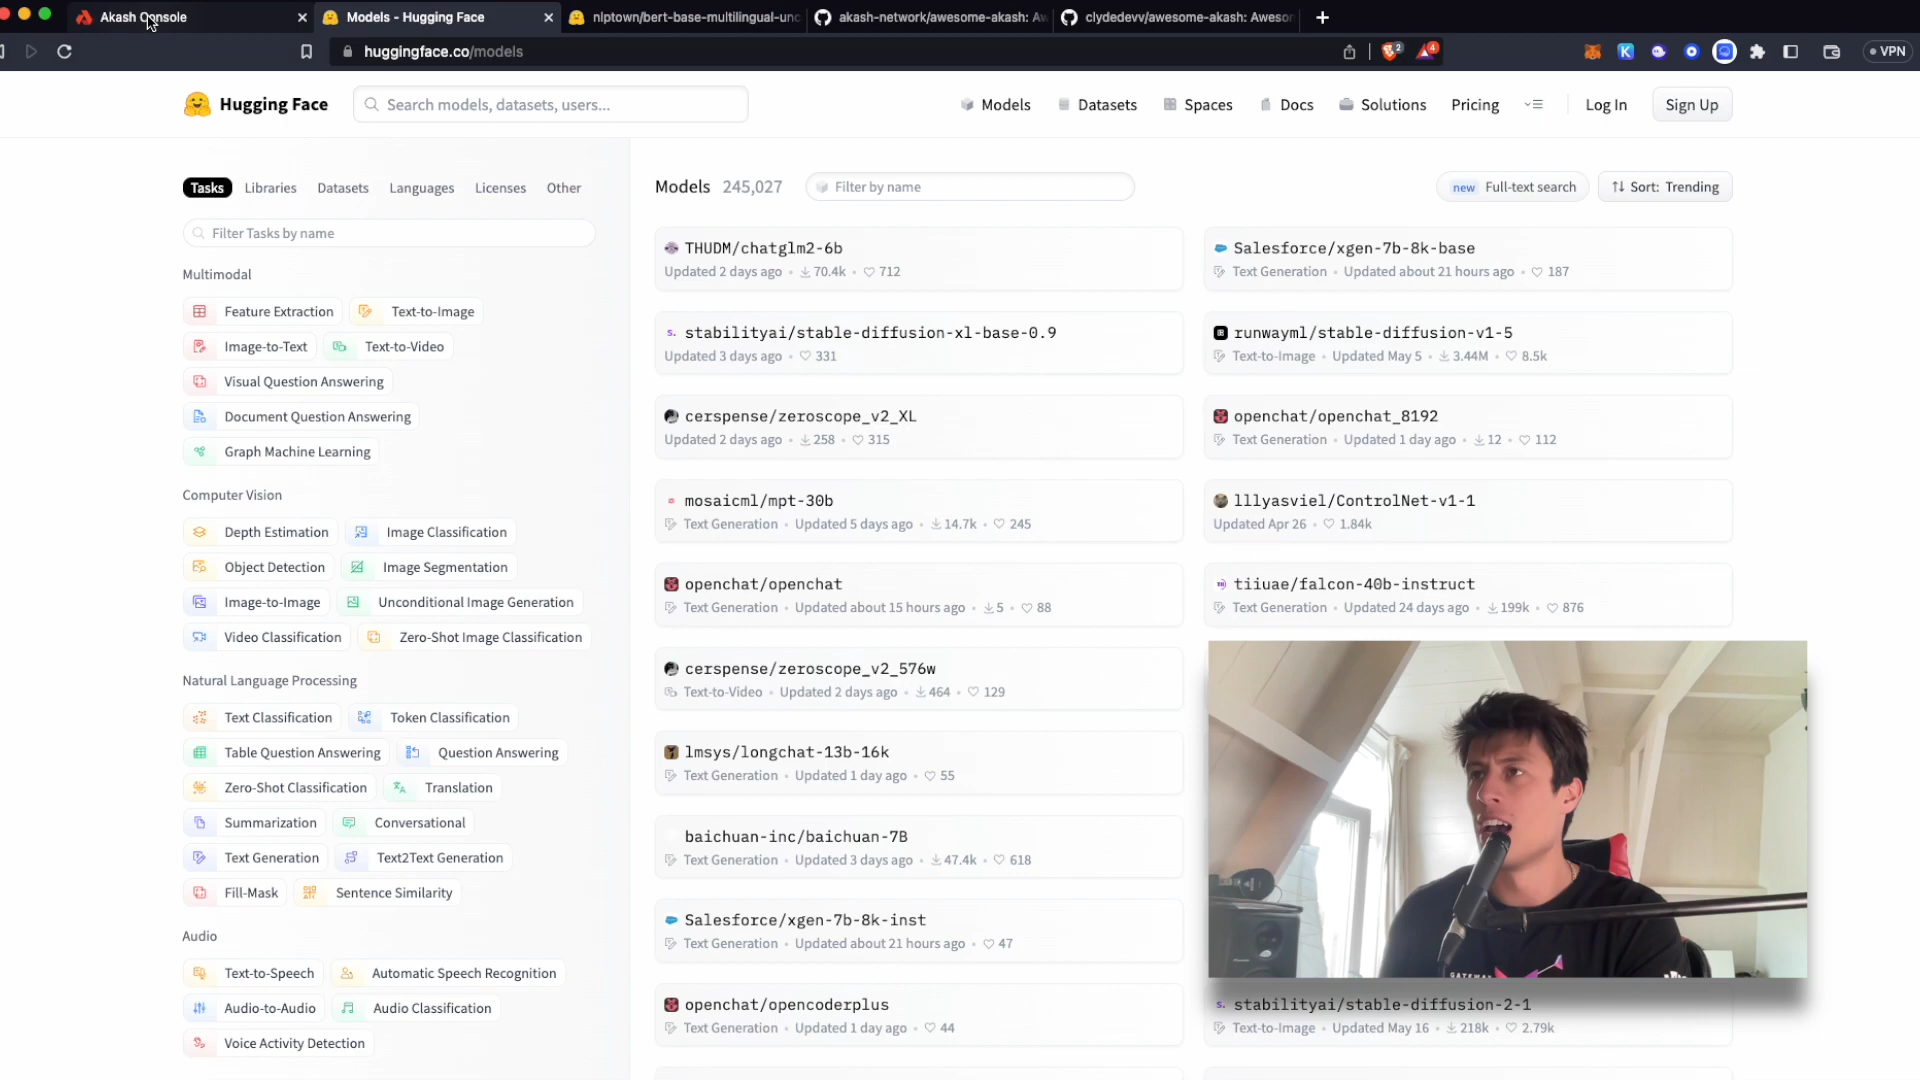 Akash Console
Models - Hugging Face
nlptown/bert-base-multilingual-unc
akash-network/awesome-akash: Aw
clydedevv/awesome-akash: Aweso
huggingface.co/models
2
4
VPN
Hugging Face
Search models, datasets, users...
Models
Datasets
Spaces
Docs
Solutions
Pricing
Log In
Sign Up
Tasks
Libraries
Datasets
Languages
Licenses
Other
Filter Tasks by name
Multimodal
Feature Extraction
Text-to-Image
Image-to-Text
Text-to-Video
Visual Question Answering
Document Question Answering
Graph Machine Learning
Computer Vision
Depth Estimation
Image Classification
Object Detection
Image Segmentation
Image-to-Image
Unconditional Image Generation
Video Classification
Zero-Shot Image Classification
Natural Language Processing
Text Classification
Token Classification
Table Question Answering
Question Answering
Zero-Shot Classification
Translation
Summarization
Conversational
Text Generation
Text2Text Generation
Fill-Mask
Sentence Similarity
Audio
Text-to-Speech
Automatic Speech Recognition
Audio-to-Audio
Audio Classification
Voice Activity Detection
Models 245,027
Filter by name
new Full-text search
Sort: Trending
THUDM/chatglm2-6b
Updated 2 days ago • 70.4k • 712
Salesforce/xgen-7b-8k-base
Text Generation • Updated about 21 hours ago • 187
stabilityai/stable-diffusion-xl-base-0.9
Updated 3 days ago • 331
runwayml/stable-diffusion-v1-5
Text-to-Image • Updated May 5 • 3.44M • 8.5k
cerspense/zeroscope_v2_XL
Updated 2 days ago • 258 • 315
openchat/openchat_8192
Text Generation • Updated 1 day ago • 12 • 112
mosaicml/mpt-30b
Text Generation • Updated 5 days ago • 14.7k • 245
lllyasviel/ControlNet-v1-1
Updated Apr 26 • 1.84k
openchat/openchat
Text Generation • Updated about 15 hours ago • 5 • 88
tiiuae/falcon-40b-instruct
Text Generation • Updated 24 days ago • 199k • 876
cerspense/zeroscope_v2_576w
Text-to-Video • Updated 2 days ago • 464 • 129
lmsys/longchat-13b-16k
Text Generation • Updated 1 day ago • 55
baichuan-inc/baichuan-7B
Text Generation • Updated 3 days ago • 47.4k • 618
Salesforce/xgen-7b-8k-inst
Text Generation • Updated about 21 hours ago • 47
GATEWAY
openchat/opencoderplus
Text Generation • Updated 1 day ago • 44
stabilityai/stable-diffusion-2-1
Text-to-Image • Updated May 16 • 218k • 2.79k